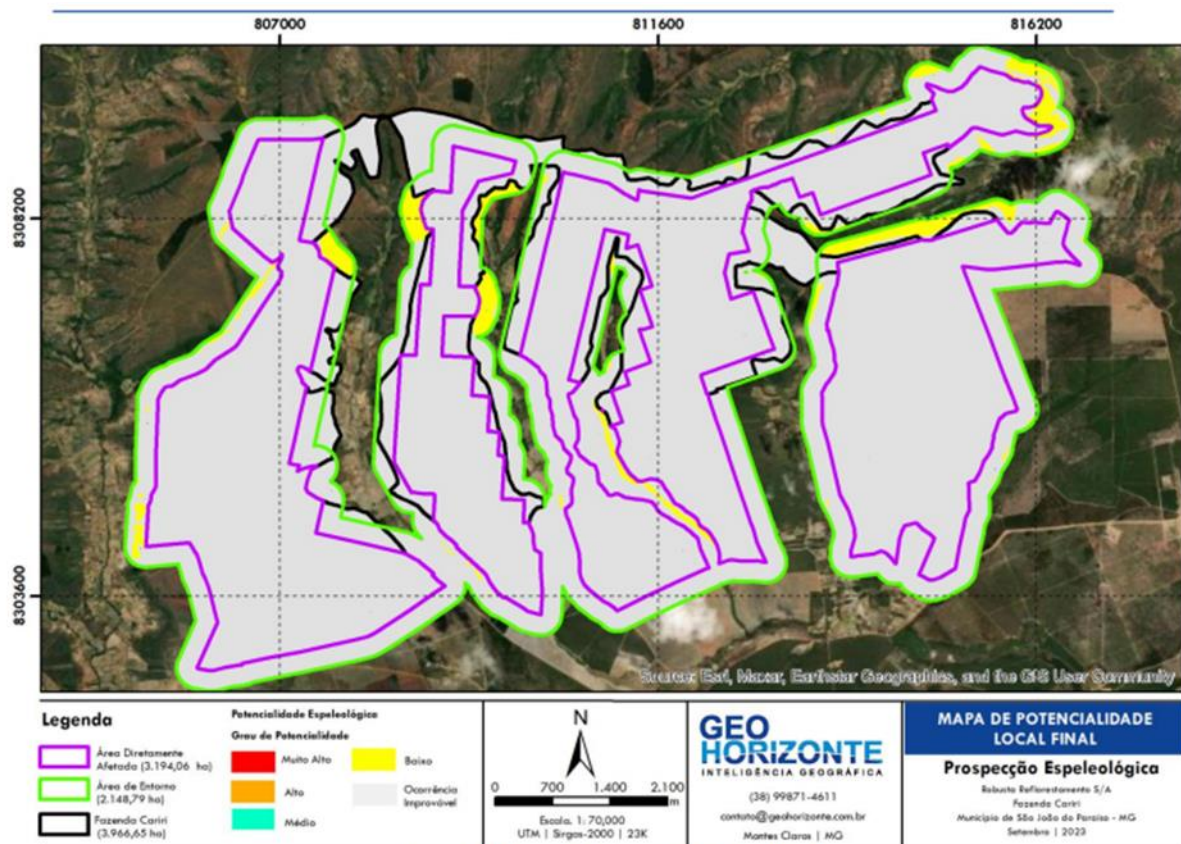 807000 811600 816200
8308200
8303600
Source: Esri, Maxar, Earthstar Geographics, and the GIS User Community
Legenda
Área Diretamente
Afetada (3.194,06 ha)
Área de Entorno
(2.148,79 ha)
Fazenda Cariri
(3.966,65 ha)
Potencialidade Espeleológica
Grau de Potencialidade
Muito Alto
Alto
Médio
Baixo
Ocorrência
Improvável
N
0 700 1.400 2.100
m
Escala. 1: 70,000
UTM | Sirgas-2000 | 23K
GEO
HORIZONTE
INTELIGÊNCIA GEOGRÁFICA
(38) 99871-4611
contato@geohorizonte.com.br
Montes Claros | MG
MAPA DE POTENCIALIDADE
LOCAL FINAL
Prospecção Espeleológica
Robusta Reflorestamento S/A
Fazenda Cariri
Município de São João do Paraíso - MG
Setembro | 2023